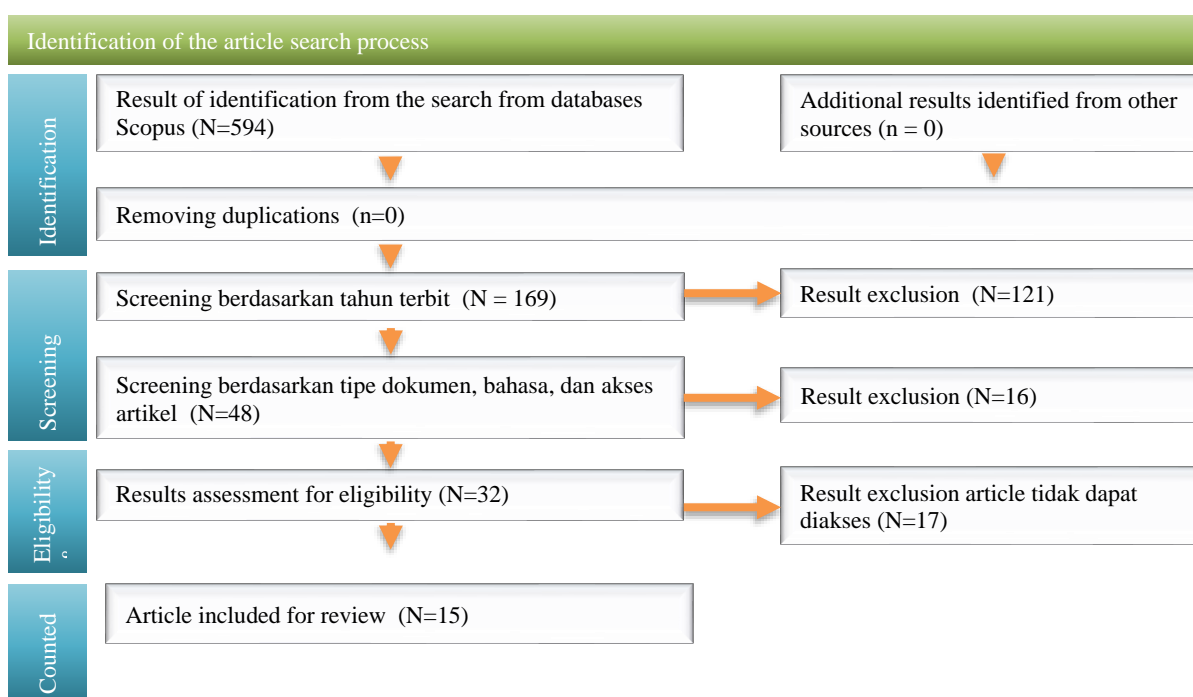 Identification of the article search process
Identification
Result of identification from the search from databases
Scopus (N=594)
Additional results identified from other
sources (n = 0)
Removing duplications (n=0)
Screening
Screening berdasarkan tahun terbit (N = 169)
Result exclusion (N=121)
Screening berdasarkan tipe dokumen, bahasa, dan akses
artikel (N=48)
Result exclusion (N=16)
Eligibility
Results assessment for eligibility (N=32)
Result exclusion article tidak dapat
diakses (N=17)
Counted
Article included for review (N=15)